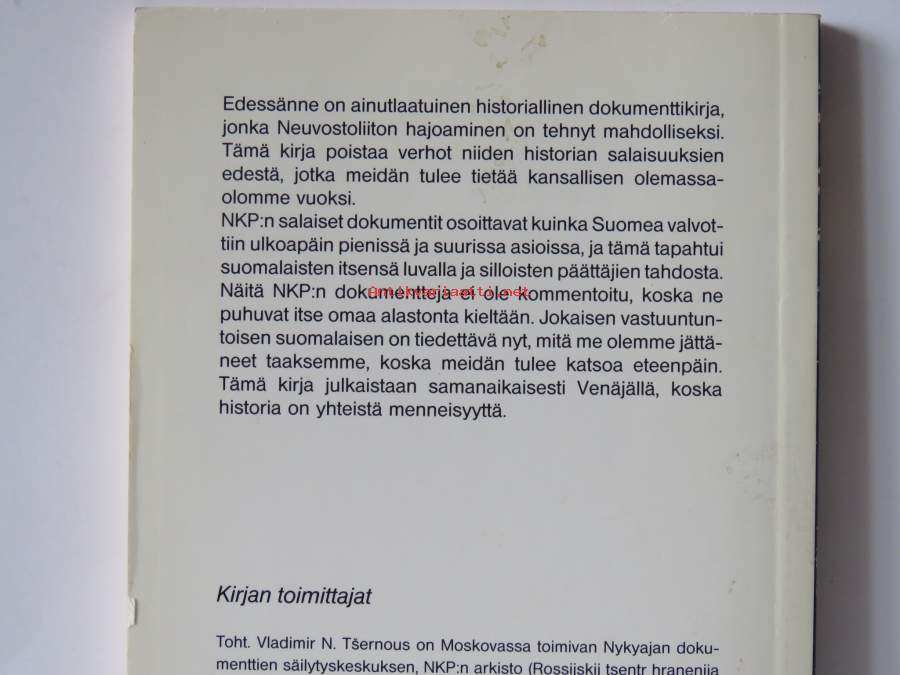 Edessänne on ainutlaatuinen historiallinen dokumenttikirja,
jonka Neuvostoliiton hajoaminen on tehnyt mahdolliseksi.
Tämä kirja poistaa verhot niiden historian salaisuuksien
edestä, jotka meidän tulee tietää kansallisen olemassa-
olomme vuoksi.
NKP:n salaiset dokumentit osoittavat kuinka Suomea valvot-
tiin ulkoapäin pienissä ja suurissa asioissa, ja tämä tapahtui
suomalaisten itsensä luvalla ja silloisten päättäjien tahdosta.
Näitä NKP:n dokumentteja ei ole kommentoitu, koska ne
Antikvariaatti.net
puhuvat itse omaa alastonta kieltään. Jokaisen vastuuntun-
toisen suomalaisen on tiedettävä nyt, mitä me olemme jättä-
neet taaksemme, koska meidän tulee katsoa eteenpäin.
Tämä kirja julkaistaan samanaikaisesti Venäjällä, koska
historia on yhteistä menneisyyttä.
Kirjan toimittajat
Toht. Vladimir N. Tšernous on Moskovassa toimivan Nykyajan doku-
menttien säilytyskeskuksen, NKP:n arkisto (Rossijskij tsentr hranenija